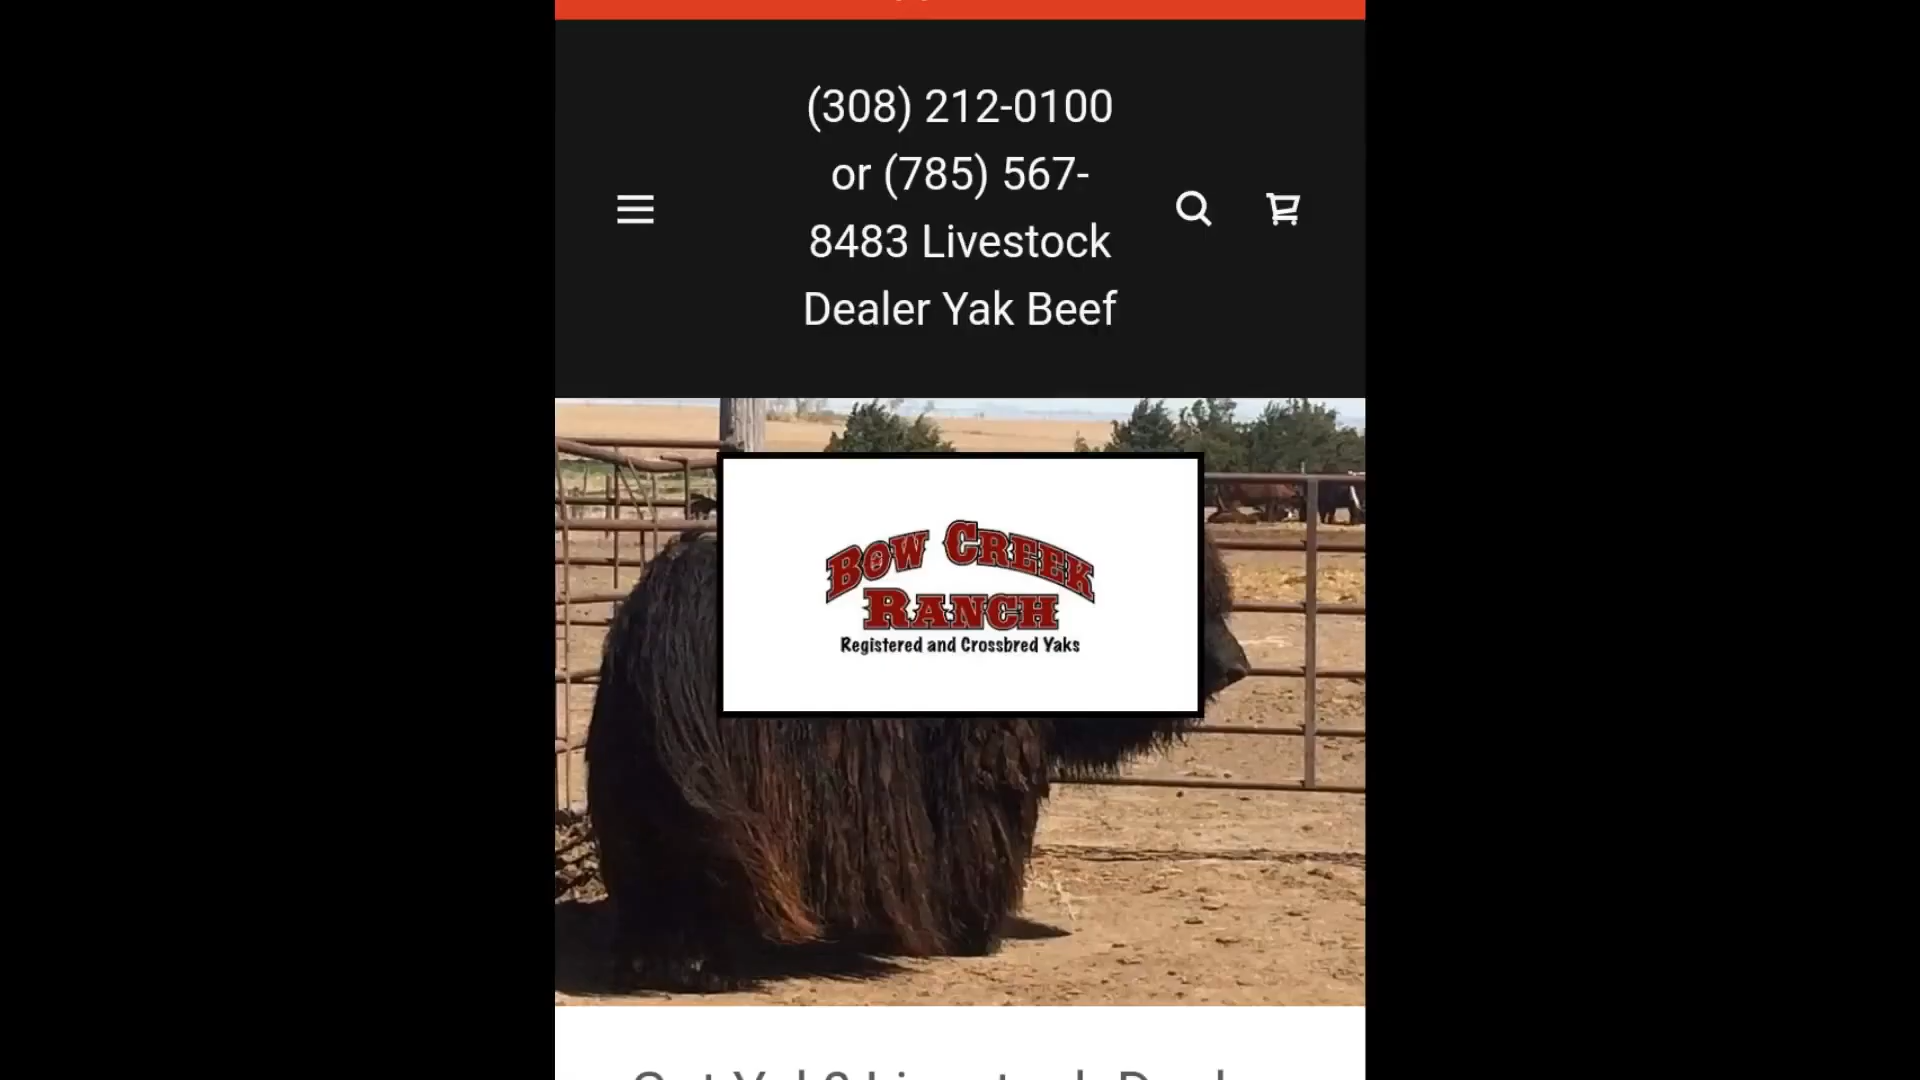 (308) 212-0100
or (785) 567-
8483 Livestock
Dealer Yak Beef
BOW CREEK
RANCH
Registered and Crossbred Yaks